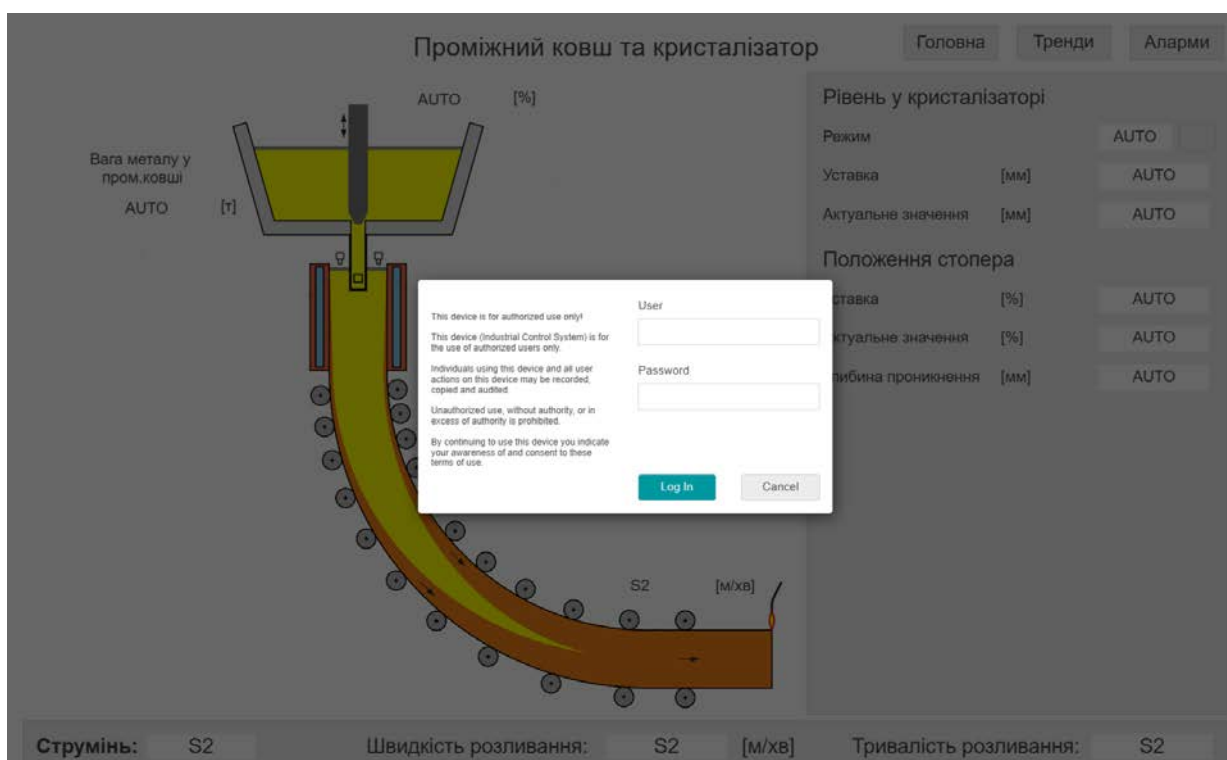 Проміжний ковш та кристалізатор
Головна
Тренди
Аларми
AUTO [%]
Вага металу у
пром.ковші
AUTO [т]
Рівень у кристалізаторі
Режим AUTO
Уставка [мм] AUTO
Актуальне значення [мм] AUTO
Положення стопера
ставка [%] AUTO
ктуальне значення [%] AUTO
либина проникнення [мм] AUTO
This device is for authorized use only!
This device (Industrial Control System) is for
the use of authorized users only.
Individuals using this device and all user
actions on this device may be recorded,
copied and audited.
Unauthorized use, without authority, or in
excess of authority is prohibited.
By continuing to use this device you indicate
your awareness of and consent to these
terms of use.
User
Password
Log In
Cancel
S2 [м/хв]
Струмінь: S2
Швидкість розливання: S2 [м/хв]
Тривалість розливання: S2